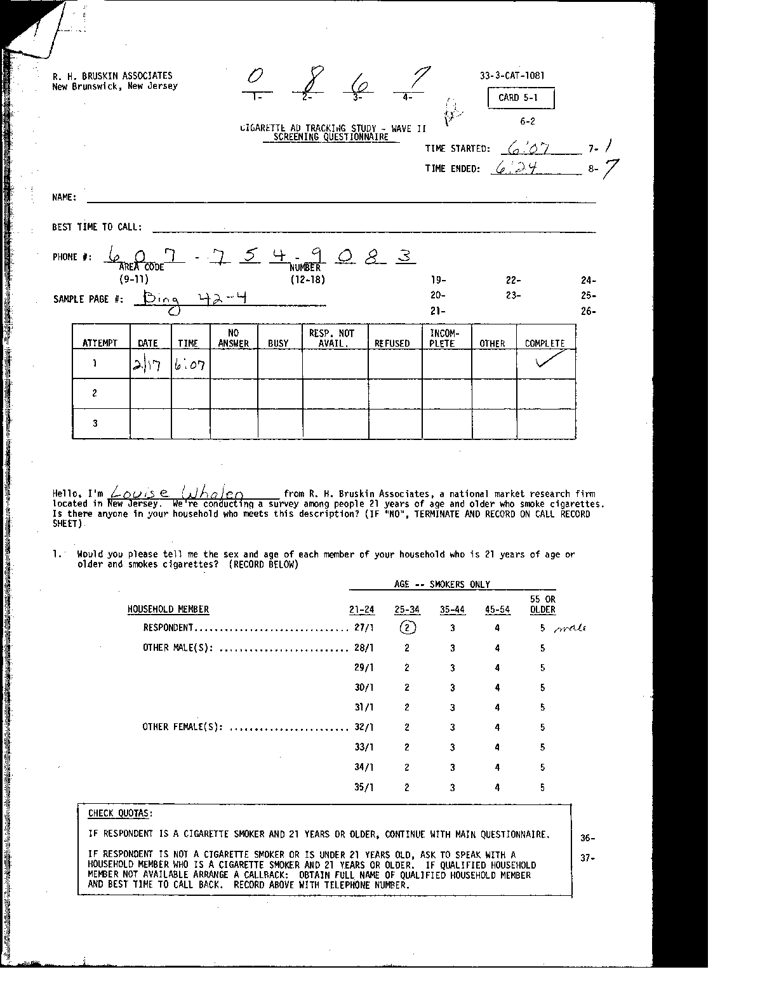 R. H. BRUSKIN ASSOCIATES
New Brunswick, New Jersey
0 8 6 7
1- 2- 3- 4-
33-3-CAT-1081
CARD 5-1
6-2
CIGARETTE AD TRACKING STUDY - WAVE II
SCREENING QUESTIONNAIRE
TIME STARTED: 6:07 7- 1
TIME ENDED: 6:24 8- 7
NAME:
BEST TIME TO CALL:
PHONE #: 607 - 754-9083
AREA CODE NUMBER
(9-11) (12-18)
19- 22- 24-
SAMPLE PAGE #: Bing 42-4 20- 23- 25-
21- 26-
ATTEMPT DATE TIME NO ANSWER BUSY RESP. NOT AVAIL. REFUSED INCOM-PLETE OTHER COMPLETE
1 2/17 6:07 ✓
2
3
Hello, I'm Louise Whalen from R. H. Bruskin Associates, a national market research firm
located in New Jersey. We're conducting a survey among people 21 years of age and older who smoke cigarettes.
Is there anyone in your household who meets this description? (IF "NO", TERMINATE AND RECORD ON CALL RECORD
SHEET)
1. Would you please tell me the sex and age of each member of your household who is 21 years of age or
older and smokes cigarettes? (RECORD BELOW)
AGE -- SMOKERS ONLY
HOUSEHOLD MEMBER 21-24 25-34 35-44 45-54 55 OR OLDER
RESPONDENT............................... 27/1 2 3 4 5 male
OTHER MALE(S): .......................... 28/1 2 3 4 5
29/1 2 3 4 5
30/1 2 3 4 5
31/1 2 3 4 5
OTHER FEMALE(S): ........................ 32/1 2 3 4 5
33/1 2 3 4 5
34/1 2 3 4 5
35/1 2 3 4 5
CHECK QUOTAS:
IF RESPONDENT IS A CIGARETTE SMOKER AND 21 YEARS OR OLDER, CONTINUE WITH MAIN QUESTIONNAIRE. 36-
IF RESPONDENT IS NOT A CIGARETTE SMOKER OR IS UNDER 21 YEARS OLD, ASK TO SPEAK WITH A 37-
HOUSEHOLD MEMBER WHO IS A CIGARETTE SMOKER AND 21 YEARS OR OLDER. IF QUALIFIED HOUSEHOLD
MEMBER NOT AVAILABLE ARRANGE A CALLBACK: OBTAIN FULL NAME OF QUALIFIED HOUSEHOLD MEMBER
AND BEST TIME TO CALL BACK. RECORD ABOVE WITH TELEPHONE NUMBER.